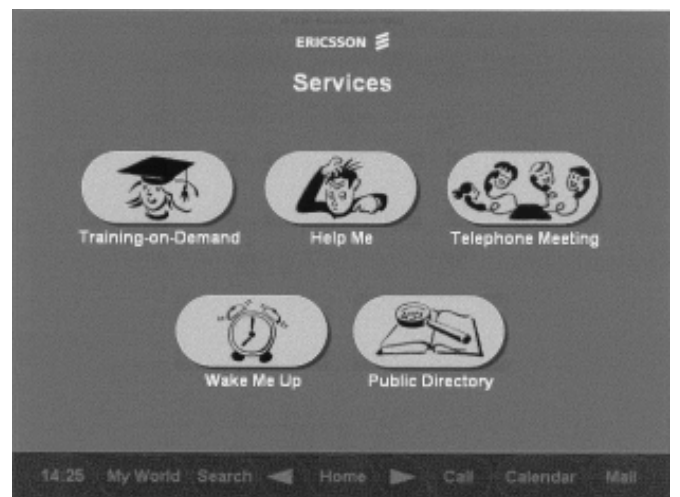 ERICSSON
Services
Training-on-Demand
Help Me
Telephone Meeting
Wake Me Up
Public Directory
14:25 My World Search Home Call Calendar Mail